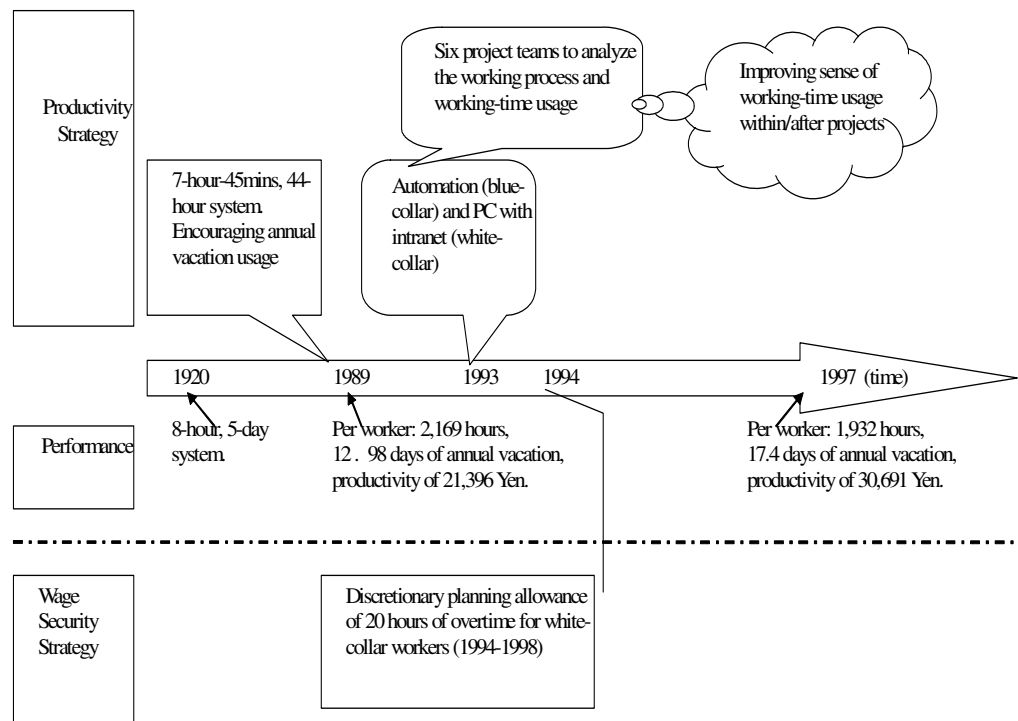 Six project teams to analyze
the working process and
working-time usage
Improving sense of
working-time usage
within/after projects
Productivity
Strategy
7-hour-45mins, 44-
hour system.
Encouraging annual
vacation usage
Automation (blue-
collar) and PC with
intranet (white-
collar)
1920
1989
1993
1994
1997 (time)
Performance
8-hour, 5-day
system.
Per worker: 2,169 hours,
12 . 98 days of annual vacation,
productivity of 21,396 Yen.
Per worker: 1,932 hours,
17.4 days of annual vacation,
productivity of 30,691 Yen.
Wage
Security
Strategy
Discretionary planning allowance
of 20 hours of overtime for white-
collar workers (1994-1998)